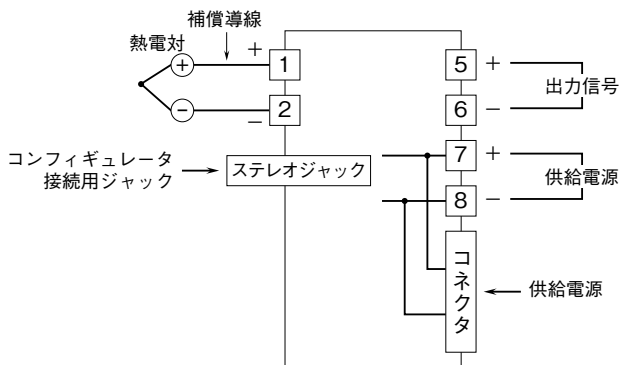 補償導線
熱電対
+
+
1
-
2
-
コンフィギュレータ
接続用ジャック
ステレオジャック
5
+
出力信号
6
-
7
+
供給電源
8
-
コネクタ
供給電源